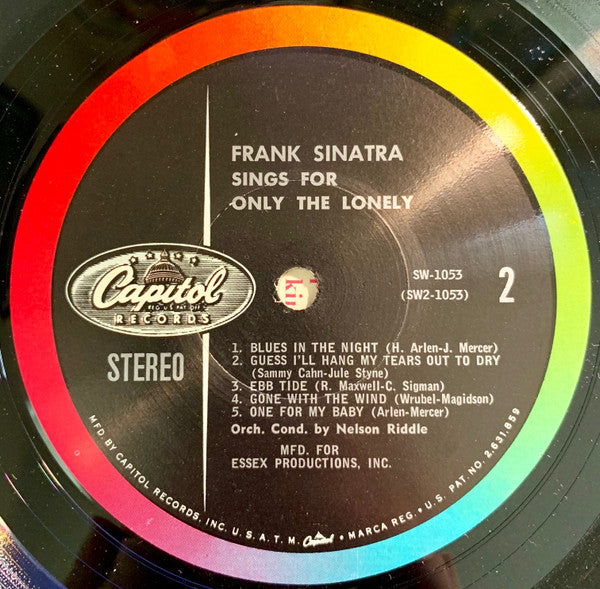 FRANK SINATRA
SINGS FOR
ONLY THE LONELY
Capitol
REG. U.S. PAT. OFF.
RECORDS
STEREO
SW-1053
(SW2-1053)
2
1. BLUES IN THE NIGHT (H. Arlen-J. Mercer)
2. GUESS I'LL HANG MY TEARS OUT TO DRY
(Sammy Cahn-Jule Styne)
3. EBB TIDE (R. Maxwell-C. Sigman)
4. GONE WITH THE WIND (Wrubel-Magidson)
5. ONE FOR MY BABY (Arlen-Mercer)
Orch. Cond. by Nelson Riddle
MFD. FOR
ESSEX PRODUCTIONS, INC.
MFD BY CAPITOL RECORDS, INC. U.S.A. T.M. Capitol • MARCA REG. • U.S. PAT. NO. 2,631,859